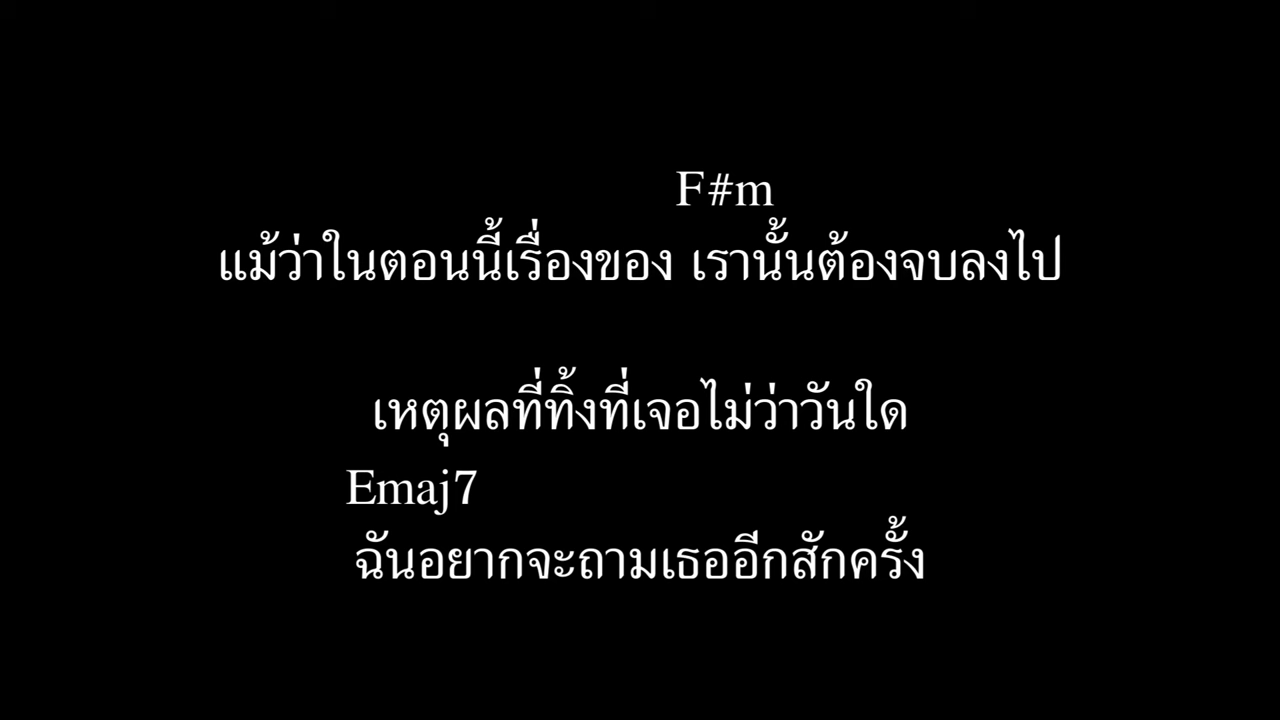 F#m
แม้ว่าในตอนนี้เรื่องของ เรานั้นต้องจบลงไป
เหตุผลที่ทิ้งที่เจอไม่ว่าวันใด
Emaj7
ฉันอยากจะถามเธออีกสักครั้ง